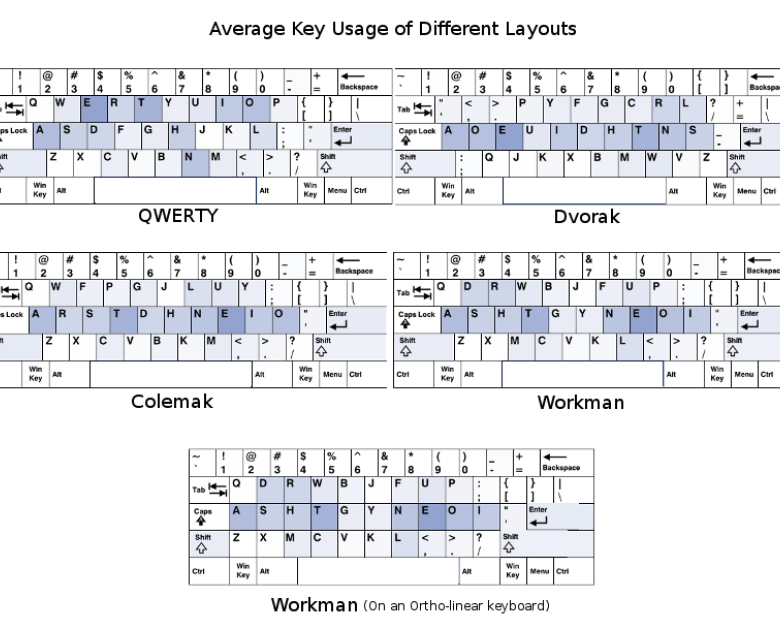 Average Key Usage of Different Layouts
! @ # $ % ^ & * ( ) _ +
1 2 3 4 5 6 7 8 9 0 - = Backspace
Q W E R T Y U I O P { } |
[ ] \
Caps Lock A S D F G H J K L : " Enter
; '
Shift Z X C V B N M < > ? Shift
, . /
Win Key Alt Alt Win Key Menu Ctrl
QWERTY
~ ! @ # $ % ^ & * ( ) { }
` 1 2 3 4 5 6 7 8 9 0 [ ] Backspace
Tab " < > P Y F G C R L ? + |
' , . / = \
Caps Lock A O E U I D H T N S _ Enter
-
Shift : Q J K X B M W V Z Shift
;
Ctrl Win Key Alt Alt Win Key Menu Ctrl
Dvorak
! @ # $ % ^ & * ( ) _ +
1 2 3 4 5 6 7 8 9 0 - = Backspace
Q W F P G J L U Y : { } |
; [ ] \
Lock A R S T D H N E I O " Enter
'
Z X C V B K M < > ? Shift
, . /
Win Key Alt Alt Win Key Menu Ctrl
Colemak
~ ! @ # $ % ^ & * ( ) _ +
` 1 2 3 4 5 6 7 8 9 0 - = Backspace
Tab Q D R W B J F U P : { } |
; [ ] \
Caps Lock A S H T G Y N E O I " Enter
'
Shift Z X M C V K L < > ? Shift
, . /
Ctrl Win Key Alt Alt Win Key Menu Ctrl
Workman
~ ! @ # $ % ^ & * ( ) _ +
` 1 2 3 4 5 6 7 8 9 0 - = Backspace
Tab Q D R W B J F U P : { } |
; [ ] \
Caps A S H T G Y N E O I " Enter
'
Shift Z X M C V K L < > ? Shift
, . /
Ctrl Win Key Alt Alt Win Key Menu Ctrl
Workman (On an Ortho-linear keyboard)